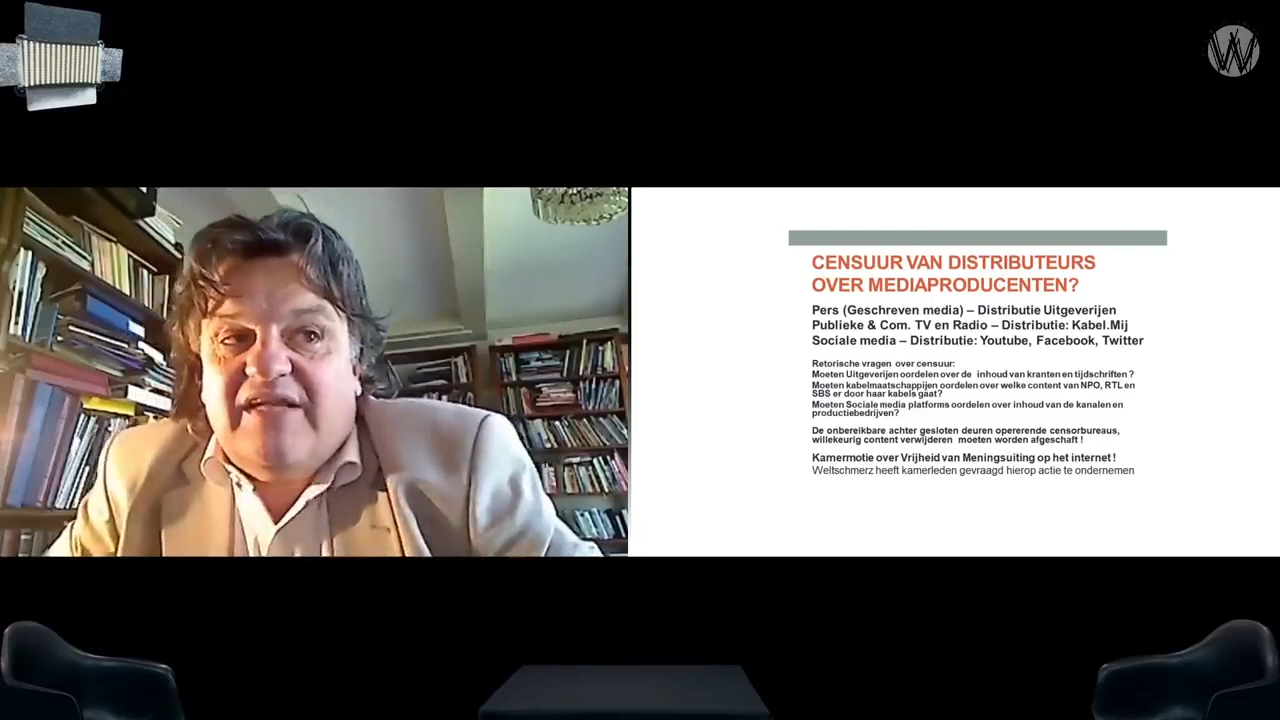 CENSUUR VAN DISTRIBUTEURS
OVER MEDIAPRODUCENTEN?
Pers (Geschreven media) – Distributie Uitgeverijen
Publieke & Com. TV en Radio – Distributie: Kabel.Mij
Sociale media – Distributie: Youtube, Facebook, Twitter
Retorische vragen over censuur:
Moeten Uitgeverijen oordelen over de inhoud van kranten en tijdschriften ?
Moeten kabelmaatschappijen oordelen over welke content van NPO, RTL en
SBS er door haar kabels gaat?
Moeten Sociale media platforms oordelen over inhoud van de kanalen en
productiebedrijven?
De onbereikbare achter gesloten deuren opererende censorbureaus,
willekeurig content verwijderen moeten worden afgeschaft !
Kamermotie over Vrijheid van Meningsuiting op het internet !
Weltschmerz heeft kamerleden gevraagd hierop actie te ondernemen